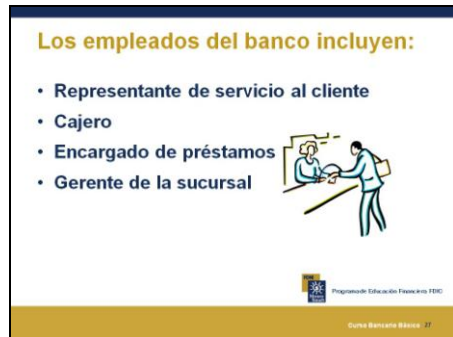 Los empleados del banco incluyen:
• Representante de servicio al cliente
• Cajero
• Encargado de préstamos
• Gerente de la sucursal
Programa de Educación Financiera FDIC
Curso Bancario Básico